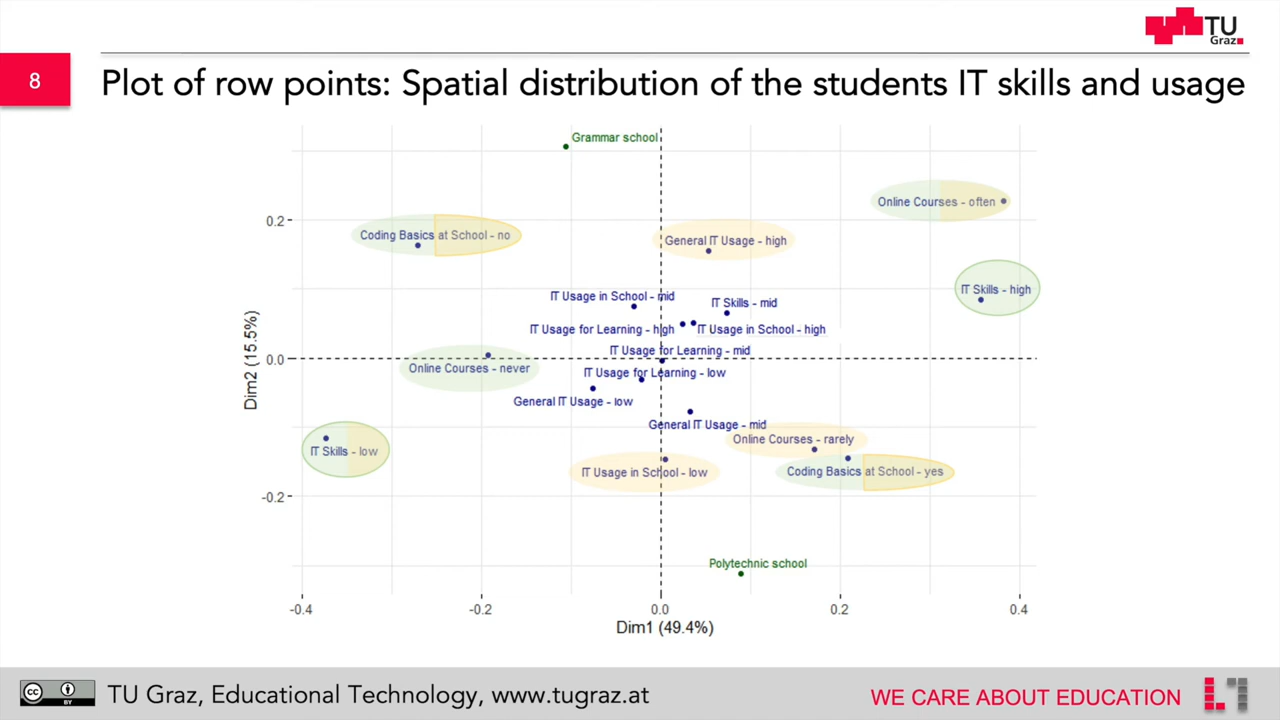 TU
Graz
8
Plot of row points: Spatial distribution of the students IT skills and usage
Grammar school
Online Courses - often
0.2
Coding Basics at School - no
General IT Usage - high
IT Skills - high
IT Usage in School - mid
IT Skills - mid
IT Usage for Learning - high
IT Usage in School - high
IT Usage for Learning - mid
0.0
Online Courses - never
IT Usage for Learning - low
General IT Usage - low
General IT Usage - mid
Online Courses - rarely
IT Skills - low
IT Usage in School - low
Coding Basics at School - yes
-0.2
Polytechnic school
Dim2 (15.5%)
-0.4
-0.2
0.0
0.2
0.4
Dim1 (49.4%)
cc
BY
TU Graz, Educational Technology, www.tugraz.at
WE CARE ABOUT EDUCATION